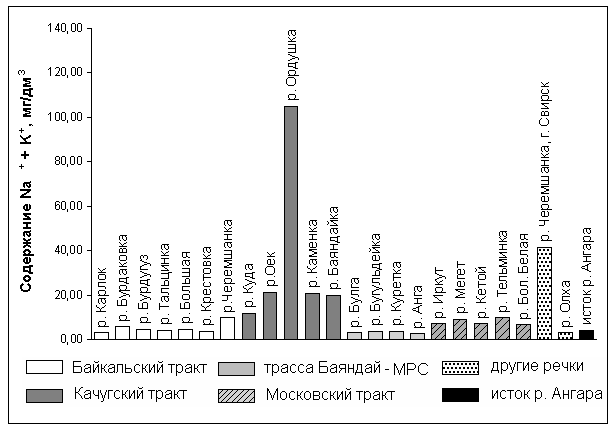 Содержание Na⁺ + K⁺, мг/дм³
140,00
120,00
100,00
80,00
60,00
40,00
20,00
0,00
р. Карлок
р. Бурдаковка
р. Бурдугуз
р. Тальцинка
р. Большая
р. Крестовка
р.Черемшанка
р. Куда
р.Оек
р. Ордушка
р. Каменка
р. Баяндайка
р. Булга
р. Бугульдейка
р. Куретка
р. Анга
р. Иркут
р. Мегет
р. Кетой
р. Тельминка
р. Бол. Белая
р. Черемшанка, г. Свирск
р. Олха
исток р. Ангара
Байкальский тракт
трасса Баяндай - МРС
другие речки
Качугский тракт
Московский тракт
исток р. Ангара